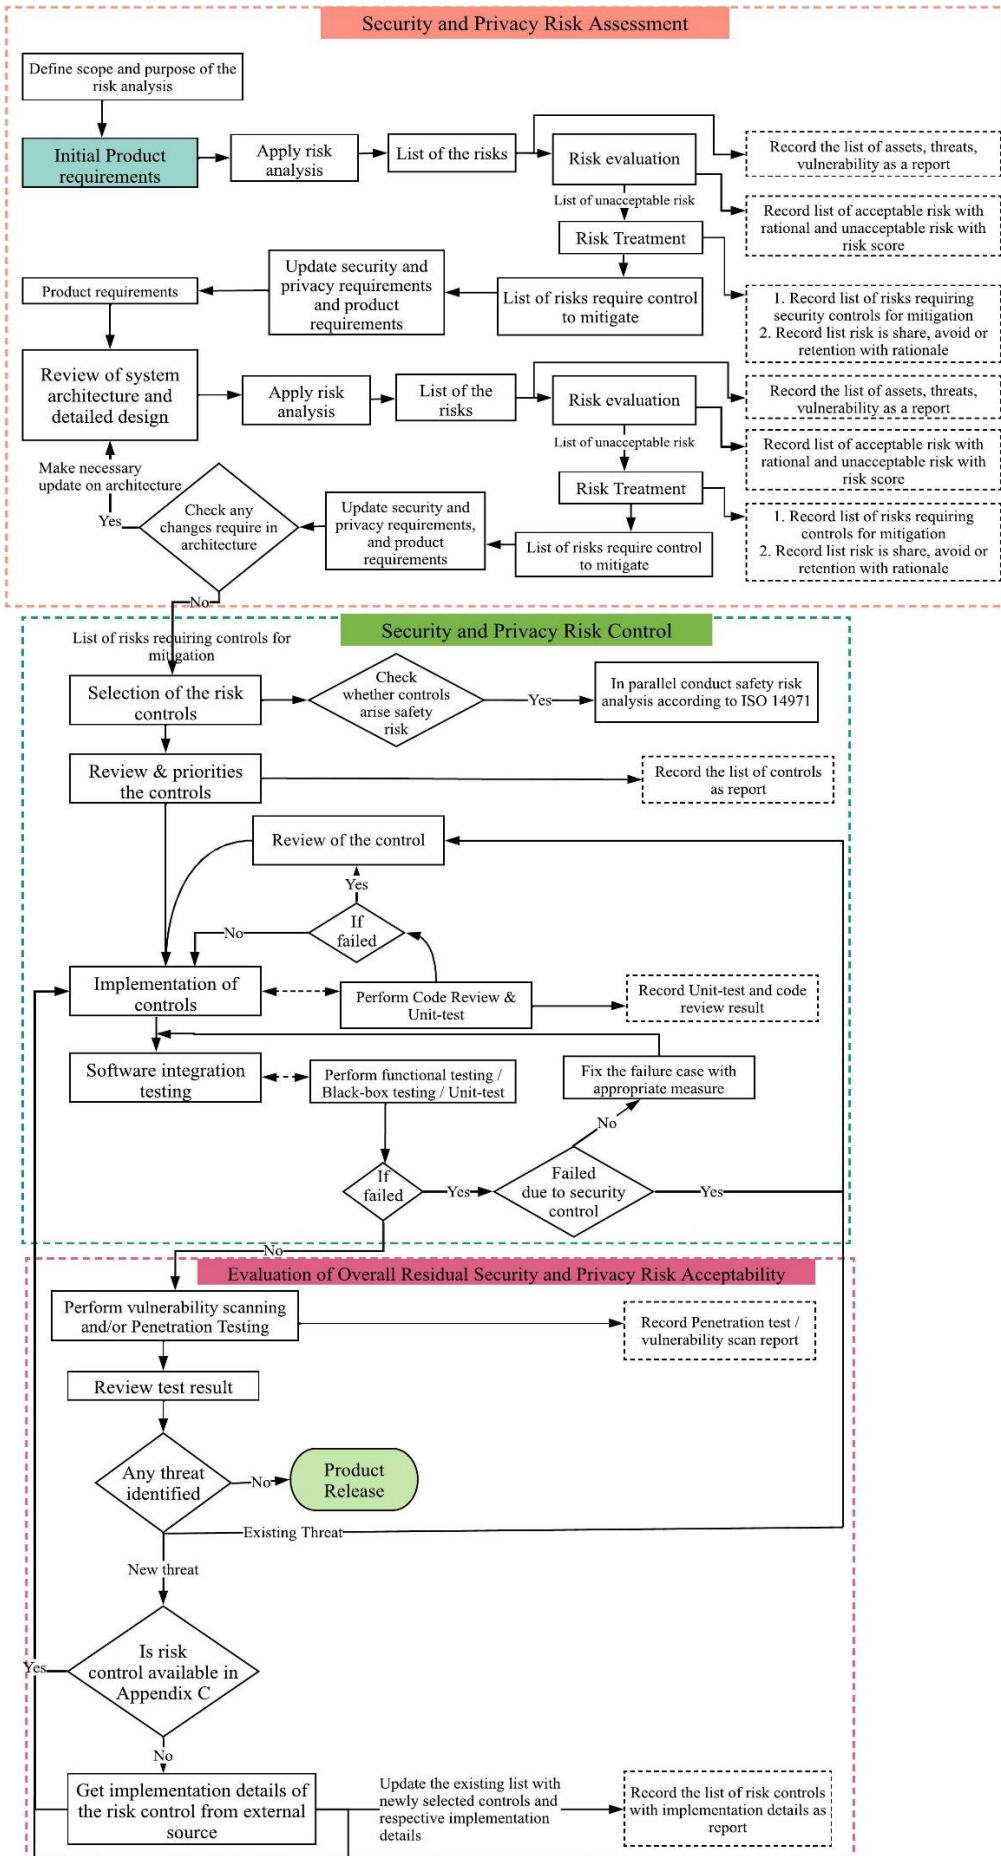 Security and Privacy Risk Assessment
Define scope and purpose of the
risk analysis
Initial Product
requirements
Apply risk
analysis
List of the risks
Risk evaluation
Record the list of assets, threats,
vulnerability as a report
List of unacceptable risk
Record list of acceptable risk with
rational and unacceptable risk with
risk score
Risk Treatment
Product requirements
Update security and
privacy requirements
and product
requirements
List of risks require control
to mitigate
1. Record list of risks requiring
security controls for mitigation
2. Record list risk is share, avoid or
retention with rationale
Review of system
architecture and
detailed design
Apply risk
analysis
List of
the risks
Risk evaluation
Record the list of assets, threats,
vulnerability as a report
List of unacceptable risk
Record list of acceptable risk with
rational and unacceptable risk with
risk score
Make necessary
update on architecture
Yes
Check any
changes require in
architecture
Update security and
privacy requirements,
and product
requirements
Risk Treatment
List of risks require control
to mitigate
1. Record list of risks requiring
controls for mitigation
2. Record list risk is share, avoid or
retention with rationale
No
Security and Privacy Risk Control
List of risks requiring controls for
mitigation
Selection of the risk
controls
Check
whether controls
arise safety
risk
Yes
In parallel conduct safety risk
analysis according to ISO 14971
Review & priorities
the controls
Record the list of controls
as report
Review of the control
Yes
If
failed
No
Implementation of
controls
Perform Code Review &
Unit-test
Record Unit-test and code
review result
Software integration
testing
Perform functional testing /
Black-box testing / Unit-test
Fix the failure case with
appropriate measure
No
If
failed
Yes
Failed
due to security
control
Yes
No
Evaluation of Overall Residual Security and Privacy Risk Acceptability
Perform vulnerability scanning
and/or Penetration Testing
Record Penetration test /
vulnerability scan report
Review test result
Any threat
identified
No
Product
Release
Existing Threat
New threat
Is risk
control available in
Appendix C
Yes
No
Get implementation details of
the risk control from external
source
Update the existing list with
newly selected controls and
respective implementation
details
Record the list of risk controls
with implementation details as
report